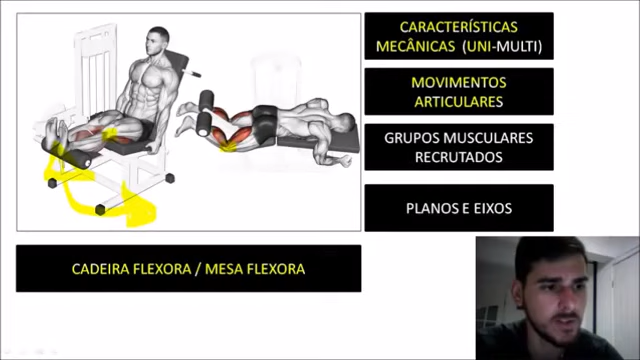 CARACTERÍSTICAS
MECÂNICAS (UNI-MULTI)
MOVIMENTOS
ARTICULARES
GRUPOS MUSCULARES
RECRUTADOS
PLANOS E EIXOS
CADEIRA FLEXORA / MESA FLEXORA